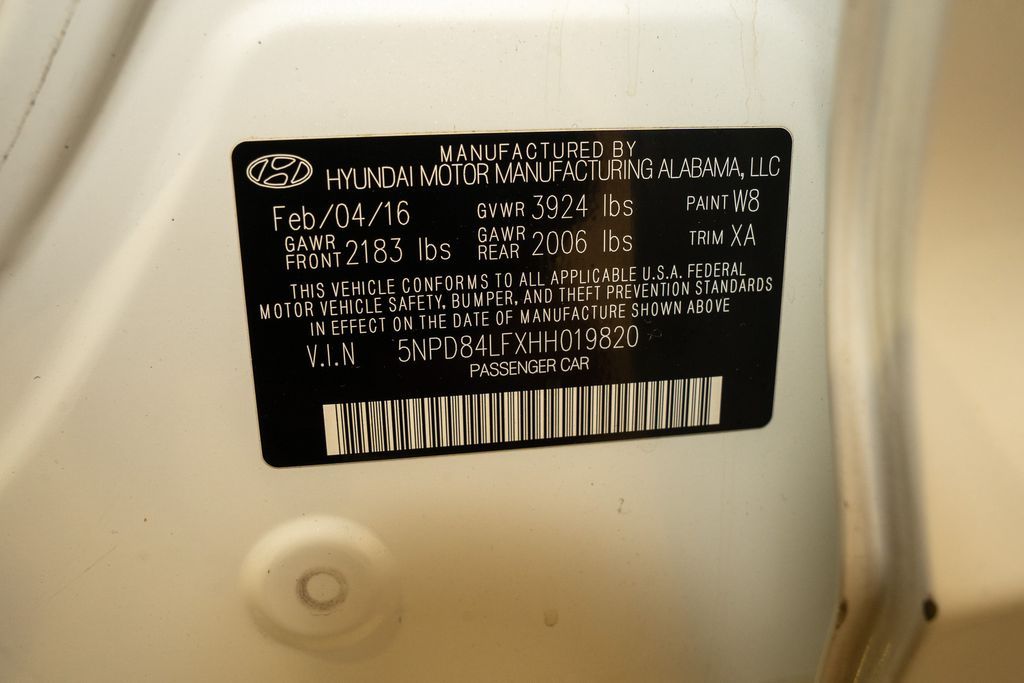 MANUFACTURED BY
HYUNDAI MOTOR MANUFACTURING ALABAMA, LLC
Feb/04/16 GVWR 3924 lbs PAINT W8
GAWR FRONT 2183 lbs GAWR REAR 2006 lbs TRIM XA
THIS VEHICLE CONFORMS TO ALL APPLICABLE U.S.A. FEDERAL
MOTOR VEHICLE SAFETY, BUMPER, AND THEFT PREVENTION STANDARDS
IN EFFECT ON THE DATE OF MANUFACTURE SHOWN ABOVE
V.I.N 5NPD84LFXHH019820
PASSENGER CAR